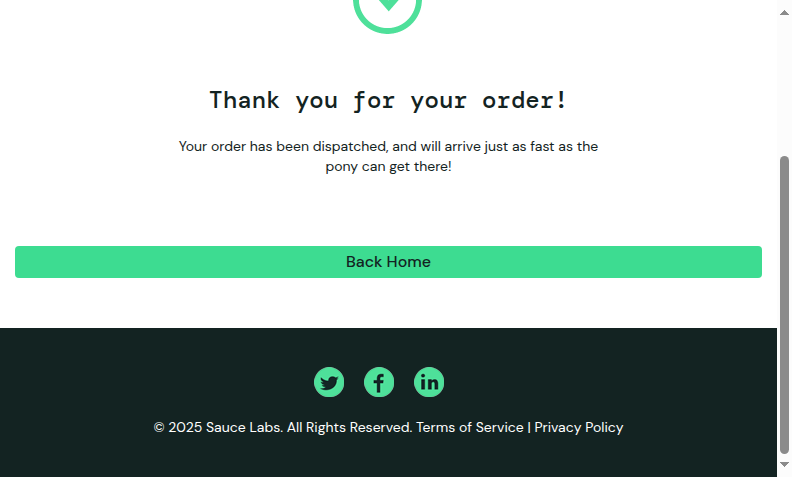 Thank you for your order!
Your order has been dispatched, and will arrive just as fast as the
pony can get there!
Back Home
© 2025 Sauce Labs. All Rights Reserved. Terms of Service | Privacy Policy